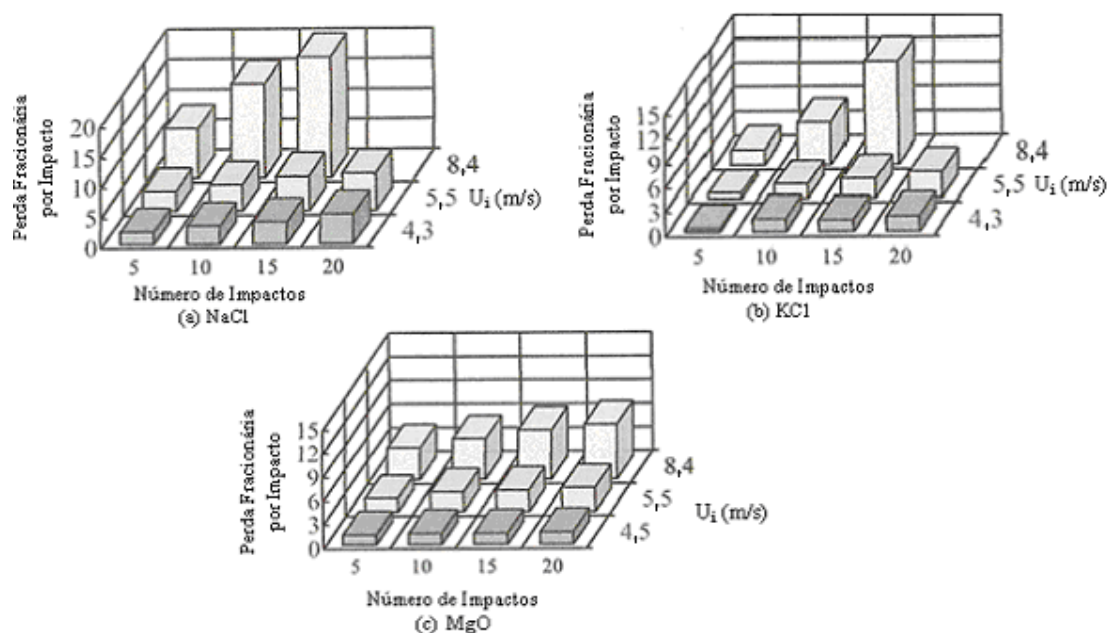 Perda Fracionária
por Impacto
20
15
10
5
0
5
10
15
20
8,4
5,5
U_i (m/s)
4,3
Número de Impactos
(a) NaCl
Perda Fracionária
por Impacto
15
12
9
6
3
0
5
10
15
20
8,4
5,5
U_i (m/s)
4,3
Número de Impactos
(b) KCl
Perda Fracionária
por Impacto
15
12
9
6
3
0
5
10
15
20
8,4
5,5
U_i (m/s)
4,5
Número de Impactos
(c) MgO